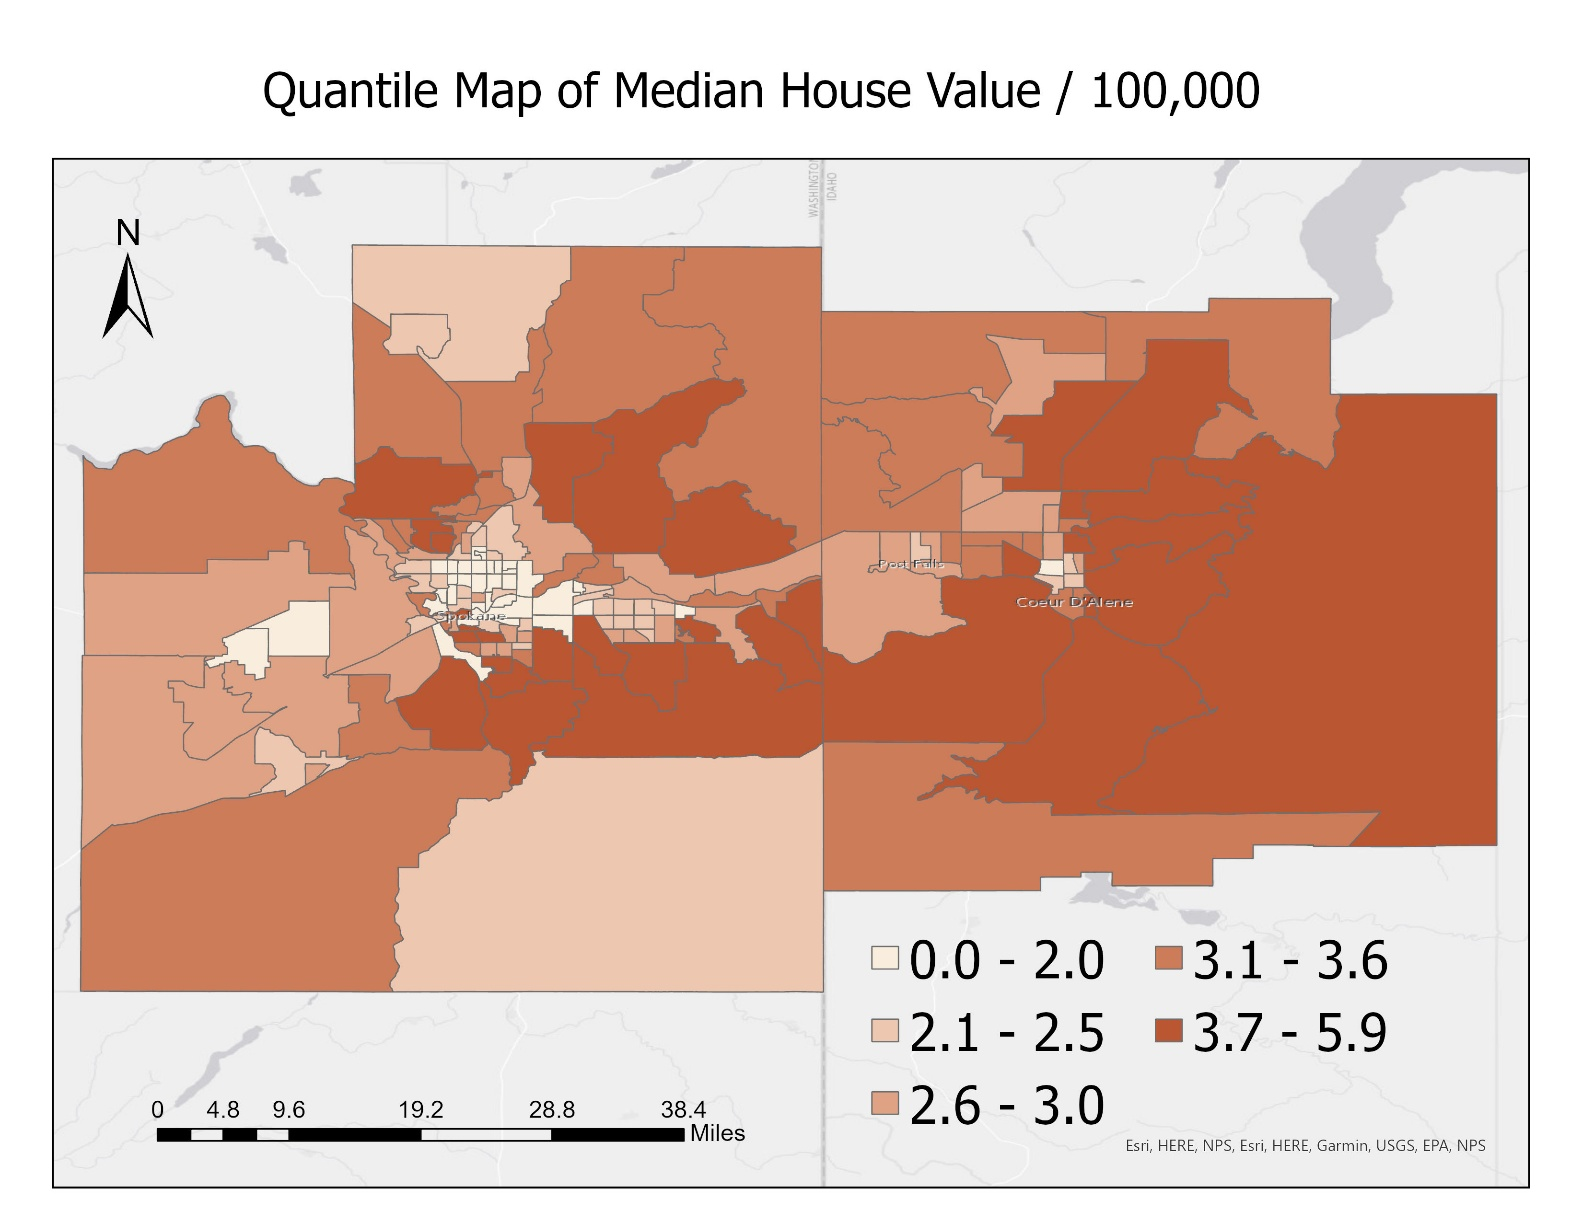 Quantile Map of Median House Value / 100,000
WASHINGTON
IDAHO
N
Post Falls
Coeur D'Alene
Spokane
0.0 - 2.0
3.1 - 3.6
2.1 - 2.5
3.7 - 5.9
2.6 - 3.0
0 4.8 9.6 19.2 28.8 38.4
Miles
Esri, HERE, NPS, Esri, HERE, Garmin, USGS, EPA, NPS